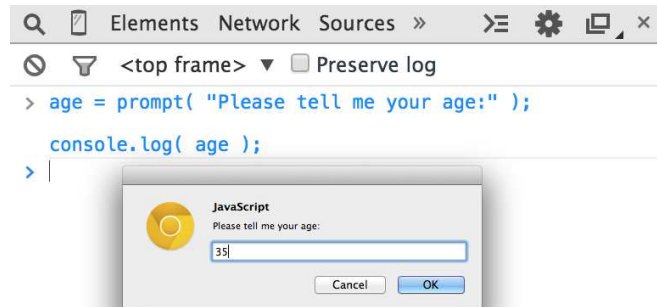 Elements Network Sources »
<top frame> ▼ Preserve log
> age = prompt( "Please tell me your age:" );
console.log( age );
>
JavaScript
Please tell me your age:
35
Cancel OK